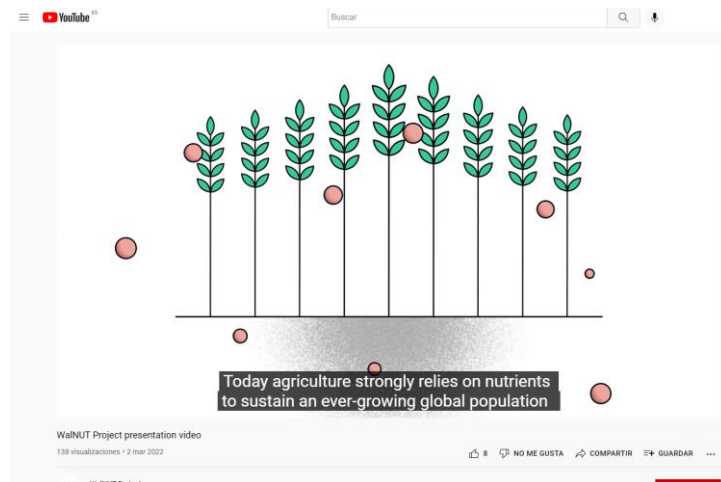 YouTube ES
Buscar
Today agriculture strongly relies on nutrients
to sustain an ever-growing global population
WalNUT Project presentation video
138 visualizaciones • 2 mar 2022
8 NO ME GUSTA COMPARTIR GUARDAR ...